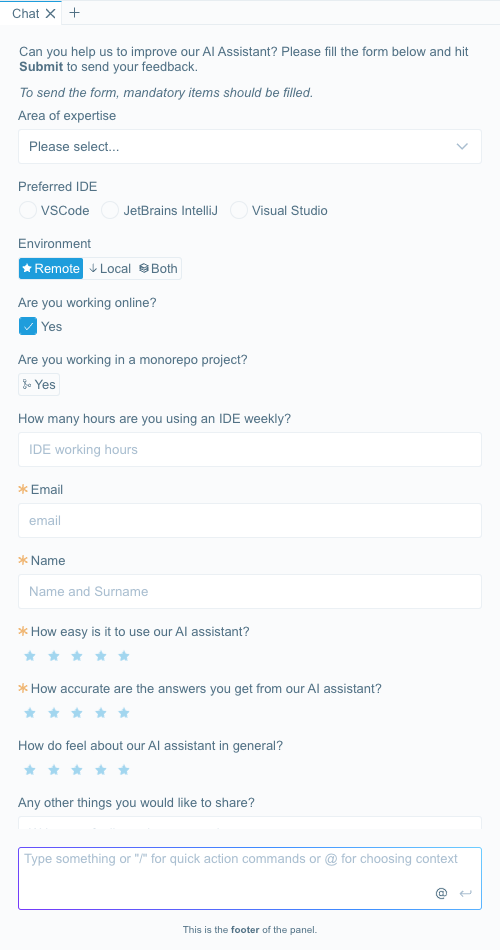 Chat
Can you help us to improve our AI Assistant? Please fill the form below and hit
Submit to send your feedback.
To send the form, mandatory items should be filled.
Area of expertise
Please select...
Preferred IDE
VSCode JetBrains IntelliJ Visual Studio
Environment
Remote Local Both
Are you working online?
Yes
Are you working in a monorepo project?
Yes
How many hours are you using an IDE weekly?
IDE working hours
* Email
email
* Name
Name and Surname
* How easy is it to use our AI assistant?
* How accurate are the answers you get from our AI assistant?
How do feel about our AI assistant in general?
Any other things you would like to share?
Type something or "/" for quick action commands or @ for choosing context
@
This is the footer of the panel.